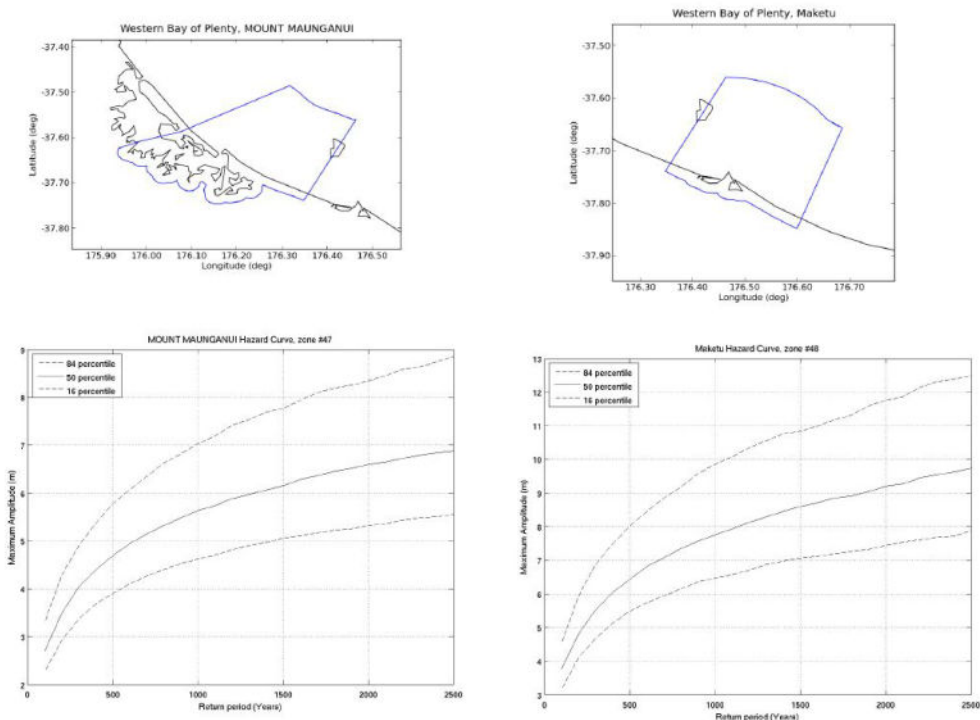 Western Bay of Plenty, MOUNT MAUNGANUI
-37.40
-37.50
-37.60
-37.70
-37.80
Latitude (deg)
175.90 176.00 176.10 176.20 176.30 176.40 176.50
Longitude (deg)
Western Bay of Plenty, Maketu
-37.50
-37.60
-37.70
-37.80
-37.90
Latitude (deg)
176.30 176.40 176.50 176.60 176.70
Longitude (deg)
MOUNT MAUNGANUI Hazard Curve, zone #47
84 percentile
50 percentile
16 percentile
9
8
7
6
5
4
3
2
Maximum Amplitude (m)
0 500 1000 1500 2000 2500
Return period (Years)
Maketu Hazard Curve, zone #48
84 percentile
50 percentile
16 percentile
13
12
11
10
9
8
7
6
5
4
3
Maximum Amplitude (m)
0 500 1000 1500 2000 2500
Return period (Years)